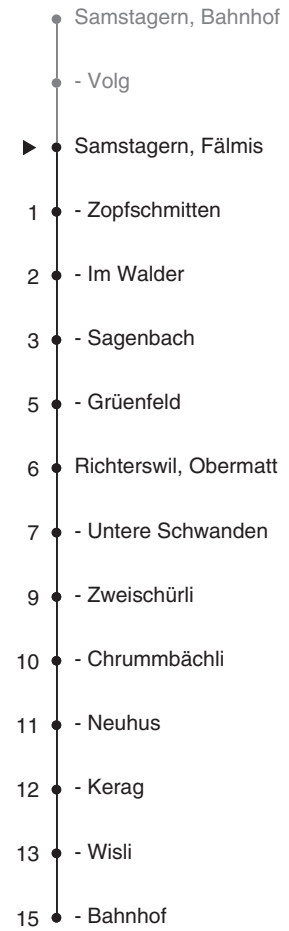 Samstagern, Bahnhof
- Volg
Samstagern, Fälmis
1 - Zopfschmitten
2 - Im Walder
3 - Sagenbach
5 - Grüenfeld
6 Richterswil, Obermatt
7 - Untere Schwanden
9 - Zweischürli
10 - Chrummbächli
11 - Neuhus
12 - Kerag
13 - Wisli
15 - Bahnhof